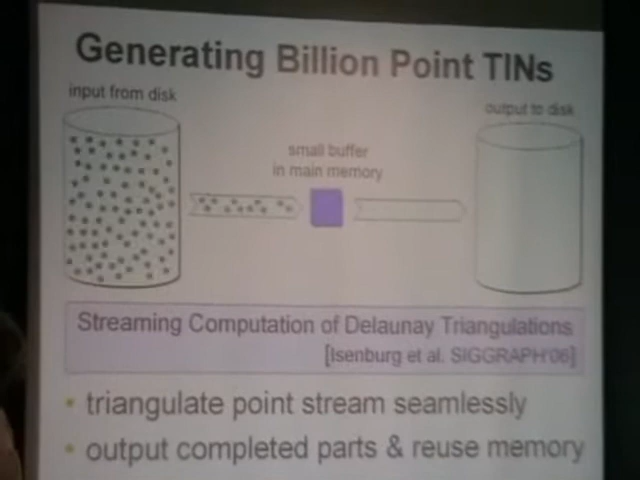 Generating Billion Point TINs
input from disk
output to disk
small buffer
in main memory
Streaming Computation of Delaunay Triangulations
[Isenburg et al. SIGGRAPH'06]
• triangulate point stream seamlessly
• output completed parts & reuse memory